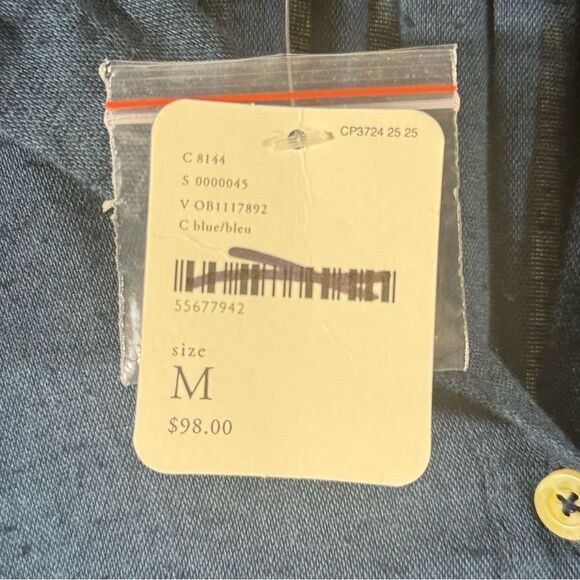 CP3724 25 25
C 8144
S 0000045
V OB1117892
C blue/bleu
55677942
size
M
$98.00